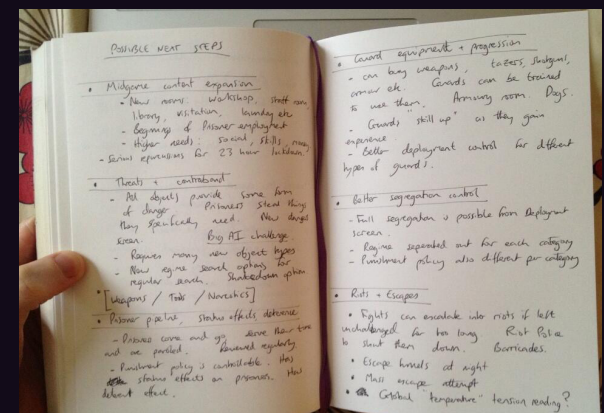 POSSIBLE NEXT STEPS
• Midgame content expansion
- New rooms: workshop, staff room,
library, visitation, laundry etc
- Beginnings of Prisoner employment
- Higher needs: social, skills, money
- Serious repercussions for 23 hour lockdown?
• Threats + contraband
- All objects provide some form
of danger Prisoners steal things
they specifically need. New danger
screen. Big AI challenge.
- Requires many new object types
- New regime search options for
regular search. Shakedown option
• [Weapons / Tools / Narcotics]
• Prisoner pipeline, status effects, deterrence
- Prisoners come and go, serve their time
and are paroled. Renewed regularly
- Punishment policy is controllable. Has
status effects on prisoners. Has
deterrent effect.
• Guard equipment + progression
- Can buy weapons, tazers, shotguns,
armour etc. Guards can be trained
to use them. Armoury room. Dogs.
- Guards "skill up" as they gain
experience.
- Better deployment control for different
types of guards.
• Better segregation control
- Full segregation is possible from Deployment
screen.
- Regime separated out for each category
- Punishment policy also different per category
• Riots + Escapes
• Fights can escalate into riots if left
unchallenged for too long Riot Police
to shut them down. Barricades.
• Escape tunnels at night
• Mass escape attempt
• Global "temperature" tension reading?